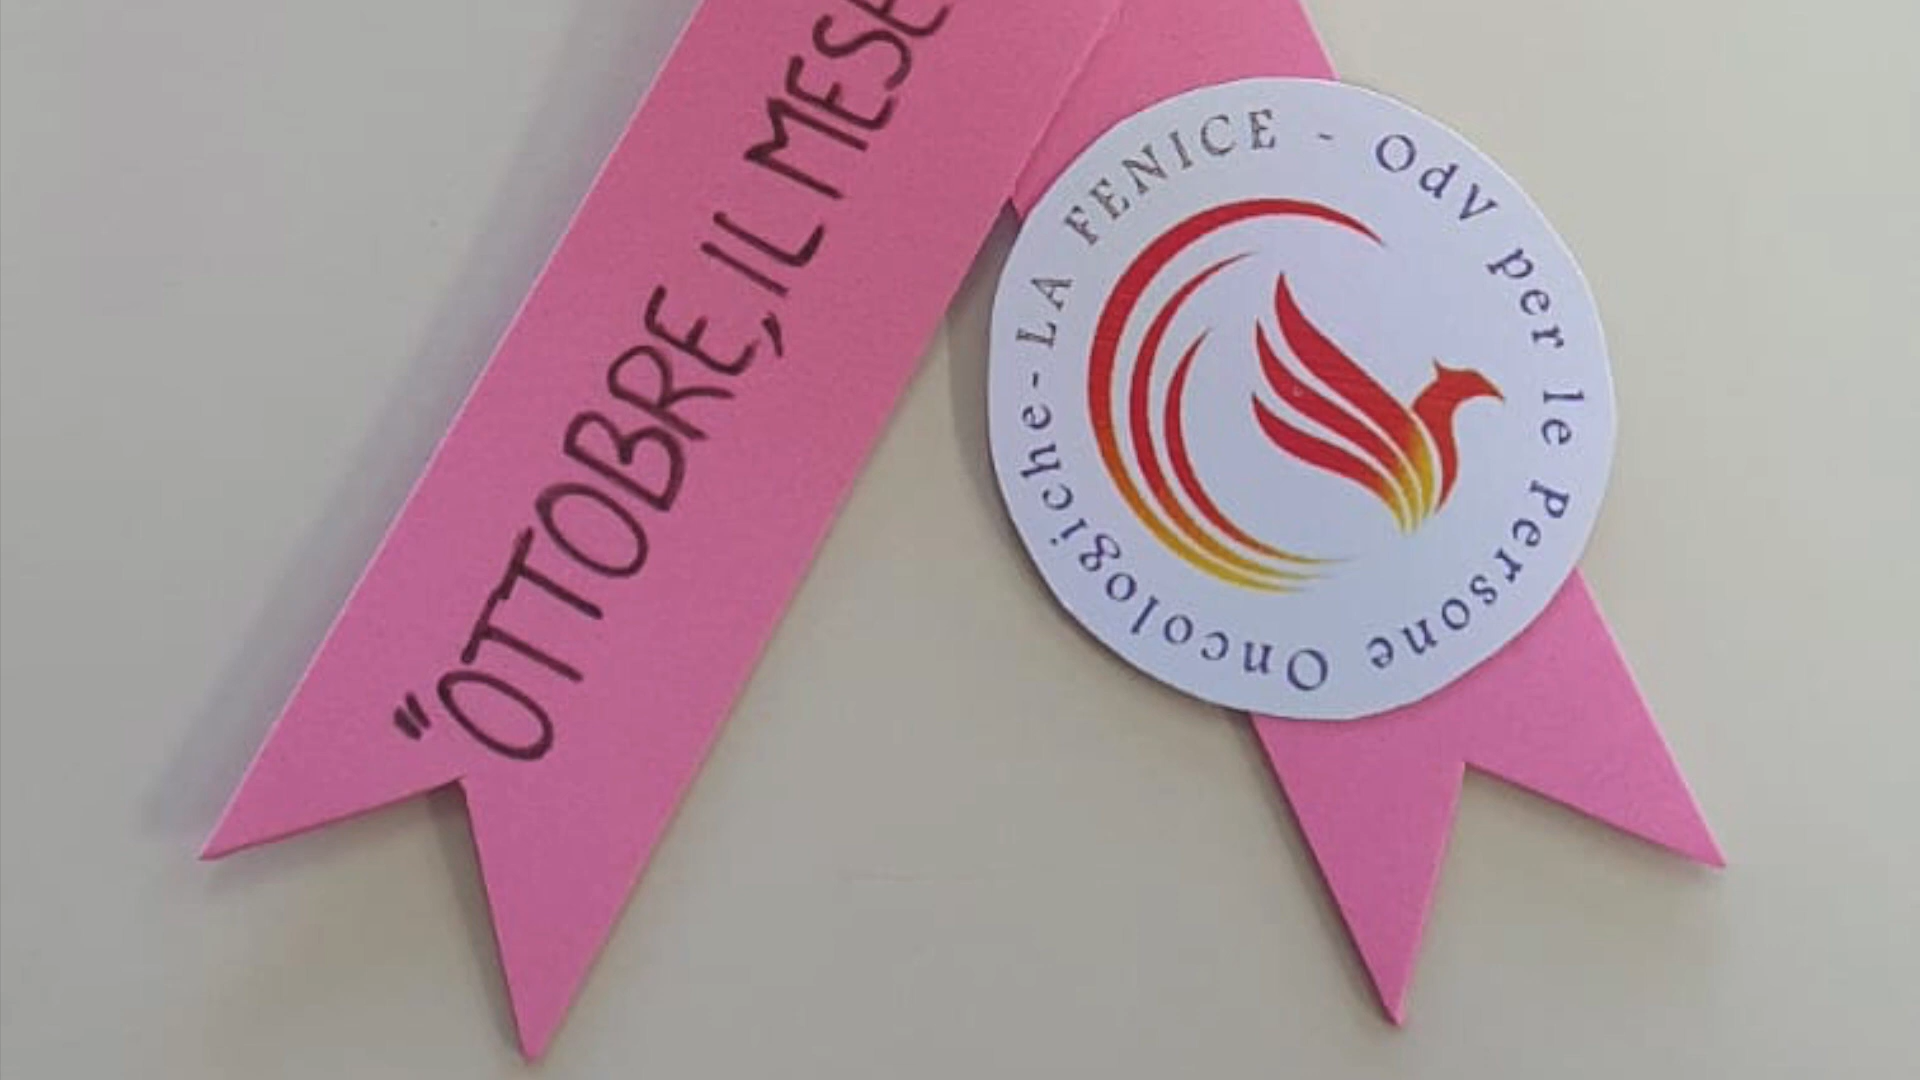 "OTTOBRE, IL MESE
LA FENICE - OdV per le Persone Oncologiche -